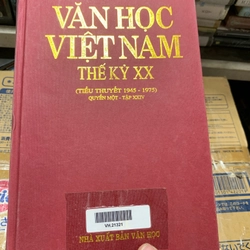 VĂN HỌC
VIỆT NAM
THẾ KỶ XX
(TIỂU THUYẾT 1945 - 1975)
QUYỂN MỘT - TẬP XXIV
VH.21221
NHÀ XUẤT BẢN VĂN HỌC